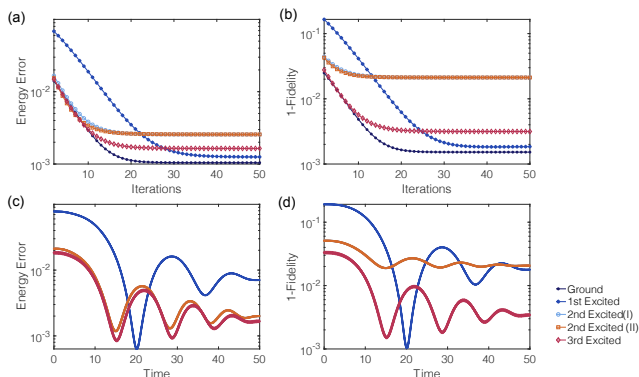 (a)
Energy Error
10⁻²
10⁻³
10 20 30 40 50
Iterations
(b)
1-Fidelity
10⁻¹
10⁻²
10⁻³
10 20 30 40 50
Iterations
(c)
Energy Error
10⁻²
10⁻³
0 10 20 30 40 50
Time
(d)
1-Fidelity
10⁻¹
10⁻²
10⁻³
0 10 20 30 40 50
Time
Ground
1st Excited
2nd Excited(I)
2nd Excited (II)
3rd Excited